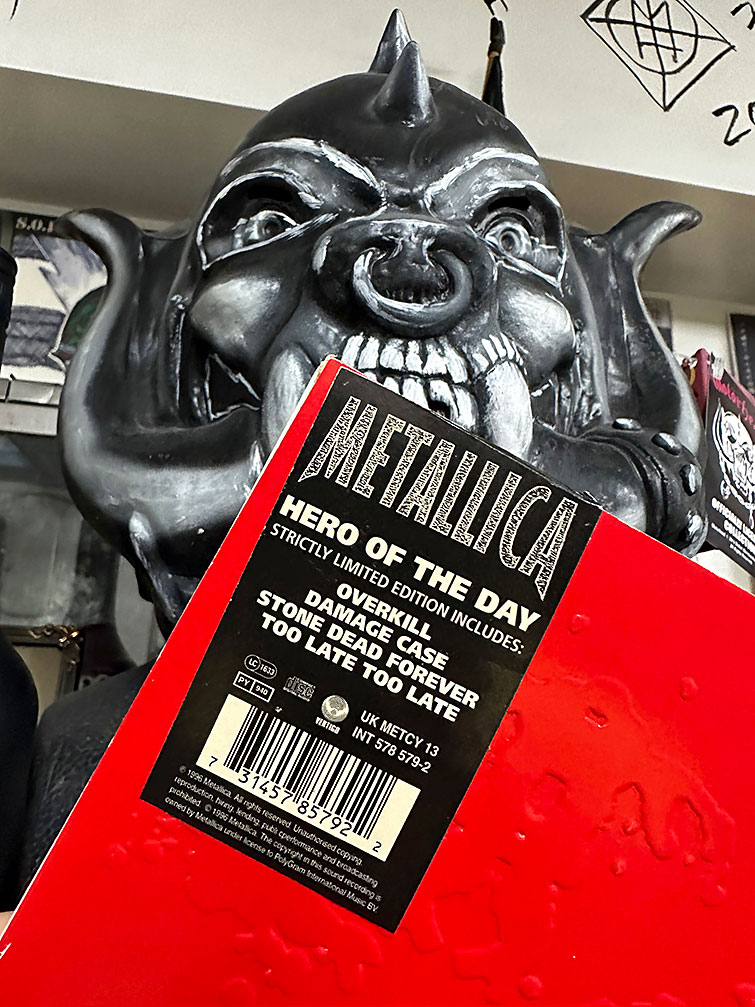 S.O.
METALLICA
HERO OF THE DAY
STRICTLY LIMITED EDITION INCLUDES:
OVERKILL
DAMAGE CASE
STONE DEAD FOREVER
TOO LATE TOO LATE
LC 1633
PY 940
disc
VERTIGO
UK METCY 13
INT 578 579-2
7 31457 85792 2
℗ 1996 Metallica. All rights reserved. Unauthorised copying,
reproduction, hiring, lending, public performance and broadcasting
prohibited. © 1996 Metallica. The copyright in this sound recording is
owned by Metallica under license to PolyGram International Music BV